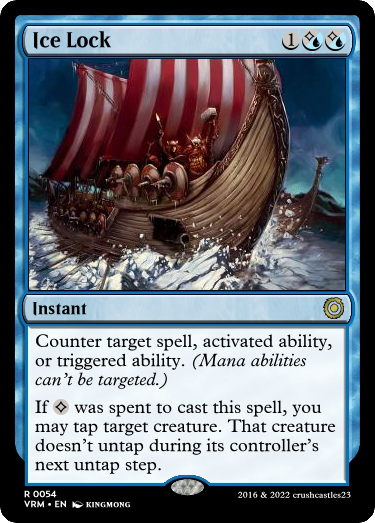 Ice Lock 1
Instant
Counter target spell, activated ability,
or triggered ability. (Mana abilities
can't be targeted.)
If was spent to cast this spell, you
may tap target creature. That creature
doesn't untap during its controller's
next untap step.
R 0054
VRM • EN KINGMONG 2016 & 2022 crushcastles23